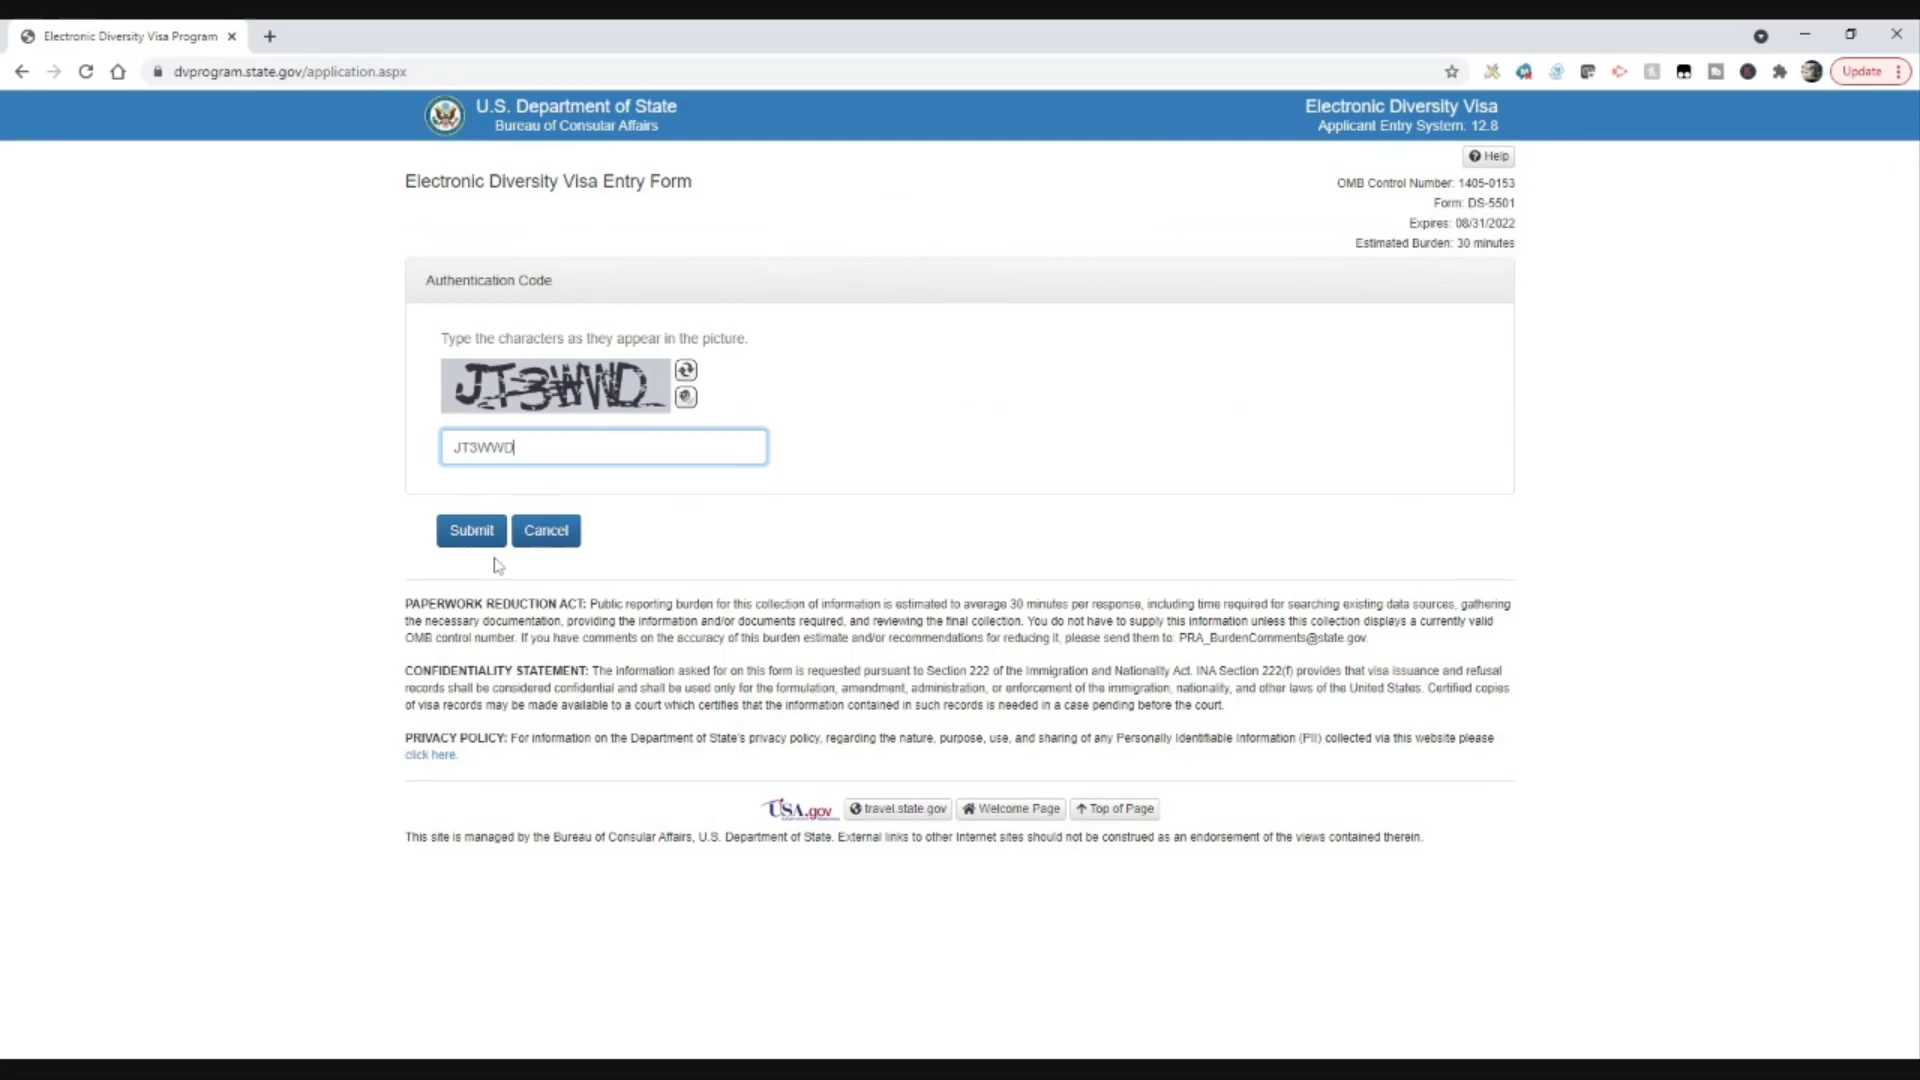 Electronic Diversity Visa Program
Update
dvprogram.state.gov/application.aspx
U.S. Department of State
Bureau of Consular Affairs
Electronic Diversity Visa
Applicant Entry System: 12.8
Help
Electronic Diversity Visa Entry Form
OMB Control Number: 1405-0153
Form: DS-5501
Expires: 08/31/2022
Estimated Burden: 30 minutes
Authentication Code
Type the characters as they appear in the picture.
JT3WWD
JT3WWD
Submit Cancel
PAPERWORK REDUCTION ACT: Public reporting burden for this collection of information is estimated to average 30 minutes per response, including time required for searching existing data sources, gathering
the necessary documentation, providing the information and/or documents required, and reviewing the final collection. You do not have to supply this information unless this collection displays a currently valid
OMB control number. If you have comments on the accuracy of this burden estimate and/or recommendations for reducing it, please send them to: PRA_BurdenComments@state.gov.
CONFIDENTIALITY STATEMENT: The information asked for on this form is requested pursuant to Section 222 of the Immigration and Nationality Act. INA Section 222(f) provides that visa issuance and refusal
records shall be considered confidential and shall be used only for the formulation, amendment, administration, or enforcement of the immigration, nationality, and other laws of the United States. Certified copies
of visa records may be made available to a court which certifies that the information contained in such records is needed in a case pending before the court.
PRIVACY POLICY: For information on the Department of State's privacy policy, regarding the nature, purpose, use, and sharing of any Personally Identifiable Information (PII) collected via this website please
click here.
USA.gov travel.state.gov Welcome Page Top of Page
This site is managed by the Bureau of Consular Affairs, U.S. Department of State. External links to other Internet sites should not be construed as an endorsement of the views contained therein.